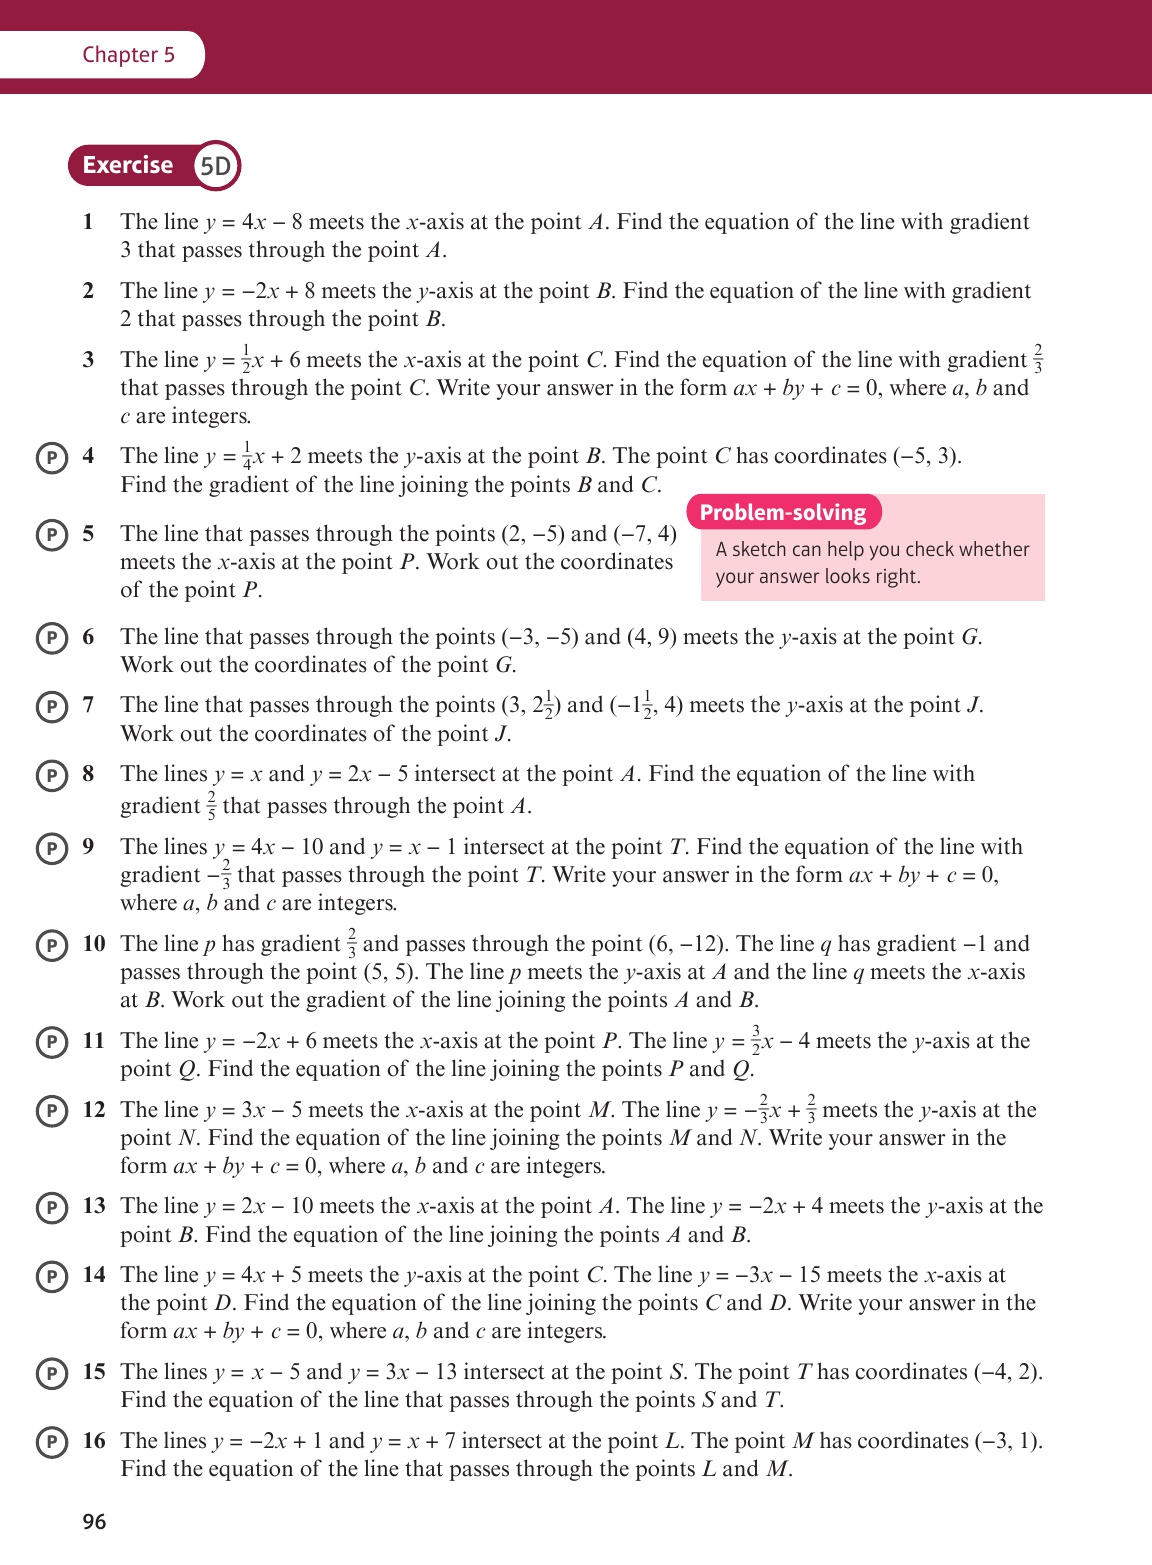 Chapter 5
Exercise 5D
1 The line y = 4x − 8 meets the x-axis at the point A. Find the equation of the line with gradient
3 that passes through the point A.
2 The line y = −2x + 8 meets the y-axis at the point B. Find the equation of the line with gradient
2 that passes through the point B.
3 The line y = 1/2x + 6 meets the x-axis at the point C. Find the equation of the line with gradient 2/3
that passes through the point C. Write your answer in the form ax + by + c = 0, where a, b and
c are integers.
P 4 The line y = 1/4x + 2 meets the y-axis at the point B. The point C has coordinates (−5, 3).
Find the gradient of the line joining the points B and C.
P 5 The line that passes through the points (2, −5) and (−7, 4)
meets the x-axis at the point P. Work out the coordinates
of the point P.
Problem-solving
A sketch can help you check whether
your answer looks right.
P 6 The line that passes through the points (−3, −5) and (4, 9) meets the y-axis at the point G.
Work out the coordinates of the point G.
P 7 The line that passes through the points (3, 2 1/2) and (−1 1/2, 4) meets the y-axis at the point J.
Work out the coordinates of the point J.
P 8 The lines y = x and y = 2x − 5 intersect at the point A. Find the equation of the line with
gradient 2/5 that passes through the point A.
P 9 The lines y = 4x − 10 and y = x − 1 intersect at the point T. Find the equation of the line with
gradient −2/3 that passes through the point T. Write your answer in the form ax + by + c = 0,
where a, b and c are integers.
P 10 The line p has gradient 2/3 and passes through the point (6, −12). The line q has gradient −1 and
passes through the point (5, 5). The line p meets the y-axis at A and the line q meets the x-axis
at B. Work out the gradient of the line joining the points A and B.
P 11 The line y = −2x + 6 meets the x-axis at the point P. The line y = 3/2x − 4 meets the y-axis at the
point Q. Find the equation of the line joining the points P and Q.
P 12 The line y = 3x − 5 meets the x-axis at the point M. The line y = −2/3x + 2/3 meets the y-axis at the
point N. Find the equation of the line joining the points M and N. Write your answer in the
form ax + by + c = 0, where a, b and c are integers.
P 13 The line y = 2x − 10 meets the x-axis at the point A. The line y = −2x + 4 meets the y-axis at the
point B. Find the equation of the line joining the points A and B.
P 14 The line y = 4x + 5 meets the y-axis at the point C. The line y = −3x − 15 meets the x-axis at
the point D. Find the equation of the line joining the points C and D. Write your answer in the
form ax + by + c = 0, where a, b and c are integers.
P 15 The lines y = x − 5 and y = 3x − 13 intersect at the point S. The point T has coordinates (−4, 2).
Find the equation of the line that passes through the points S and T.
P 16 The lines y = −2x + 1 and y = x + 7 intersect at the point L. The point M has coordinates (−3, 1).
Find the equation of the line that passes through the points L and M.
96